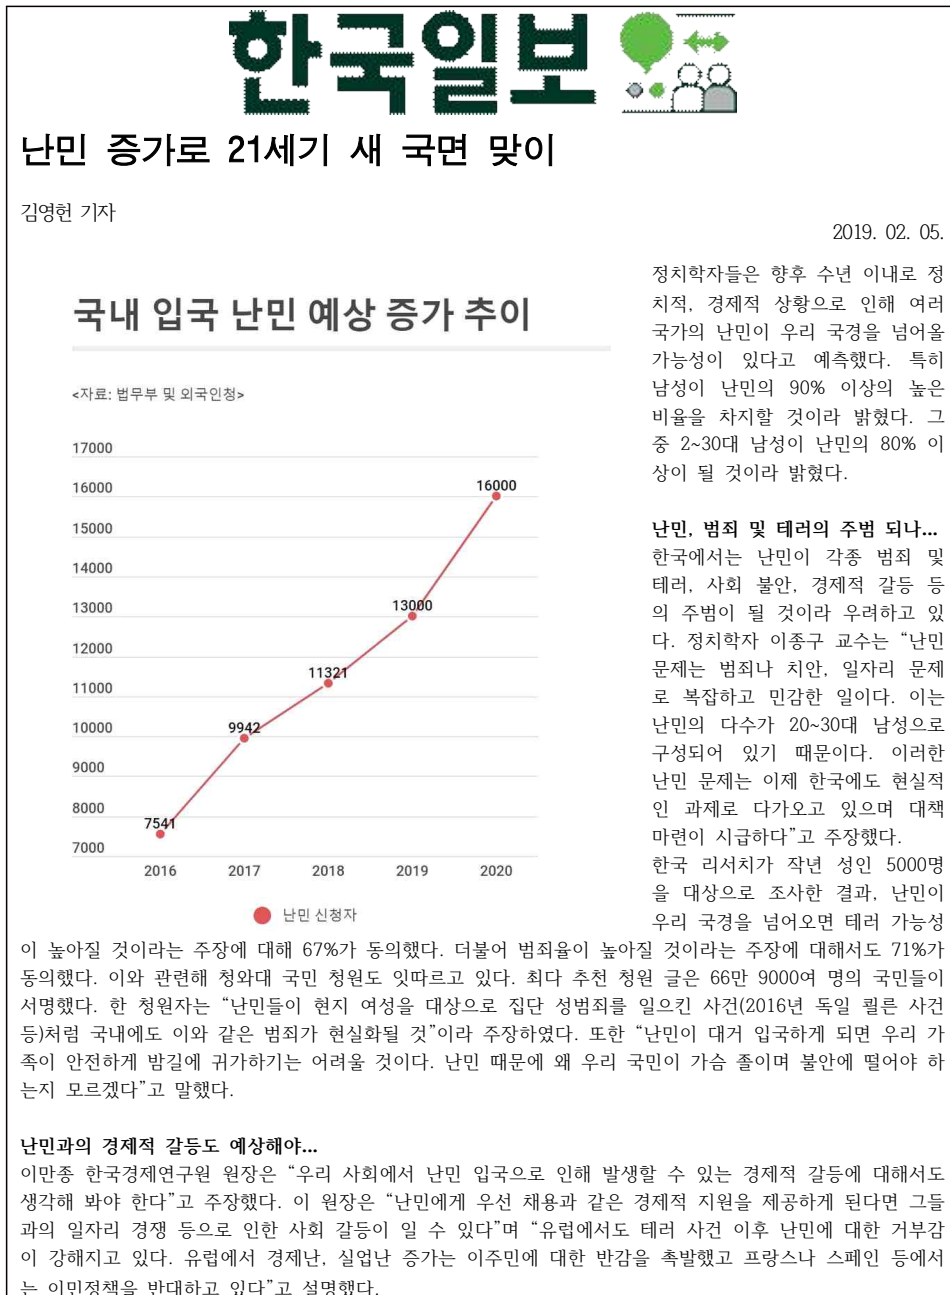 한국일보
난민 증가로 21세기 새 국면 맞이
김영헌 기자
2019. 02. 05.
국내 입국 난민 예상 증가 추이
<자료: 법무부 및 외국인청>
17000
16000
15000
14000
13000
12000
11000
10000
9000
8000
7000
7541
9942
11321
13000
16000
2016 2017 2018 2019 2020
난민 신청자
정치학자들은 향후 수년 이내로 정
치적, 경제적 상황으로 인해 여러
국가의 난민이 우리 국경을 넘어올
가능성이 있다고 예측했다. 특히
남성이 난민의 90% 이상의 높은
비율을 차지할 것이라 밝혔다. 그
중 2~30대 남성이 난민의 80% 이
상이 될 것이라 밝혔다.
난민, 범죄 및 테러의 주범 되나...
한국에서는 난민이 각종 범죄 및
테러, 사회 불안, 경제적 갈등 등
의 주범이 될 것이라 우려하고 있
다. 정치학자 이종구 교수는 “난민
문제는 범죄나 치안, 일자리 문제
로 복잡하고 민감한 일이다. 이는
난민의 다수가 20~30대 남성으로
구성되어 있기 때문이다. 이러한
난민 문제는 이제 한국에도 현실적
인 과제로 다가오고 있으며 대책
마련이 시급하다”고 주장했다.
한국 리서치가 작년 성인 5000명
을 대상으로 조사한 결과, 난민이
우리 국경을 넘어오면 테러 가능성
이 높아질 것이라는 주장에 대해 67%가 동의했다. 더불어 범죄율이 높아질 것이라는 주장에 대해서도 71%가
동의했다. 이와 관련해 청와대 국민 청원도 잇따르고 있다. 최다 추천 청원 글은 66만 9000여 명의 국민들이
서명했다. 한 청원자는 “난민들이 현지 여성을 대상으로 집단 성범죄를 일으킨 사건(2016년 독일 쾰른 사건
등)처럼 국내에도 이와 같은 범죄가 현실화될 것”이라 주장하였다. 또한 “난민이 대거 입국하게 되면 우리 가
족이 안전하게 밤길에 귀가하기는 어려울 것이다. 난민 때문에 왜 우리 국민이 가슴 졸이며 불안에 떨어야 하
는지 모르겠다”고 말했다.
난민과의 경제적 갈등도 예상해야...
이만종 한국경제연구원 원장은 “우리 사회에서 난민 입국으로 인해 발생할 수 있는 경제적 갈등에 대해서도
생각해 봐야 한다”고 주장했다. 이 원장은 “난민에게 우선 채용과 같은 경제적 지원을 제공하게 된다면 그들
과의 일자리 경쟁 등으로 인한 사회 갈등이 일 수 있다”며 “유럽에서도 테러 사건 이후 난민에 대한 거부감
이 강해지고 있다. 유럽에서 경제난, 실업난 증가는 이주민에 대한 반감을 촉발했고 프랑스나 스페인 등에서
는 이민정책을 반대하고 있다”고 설명했다.